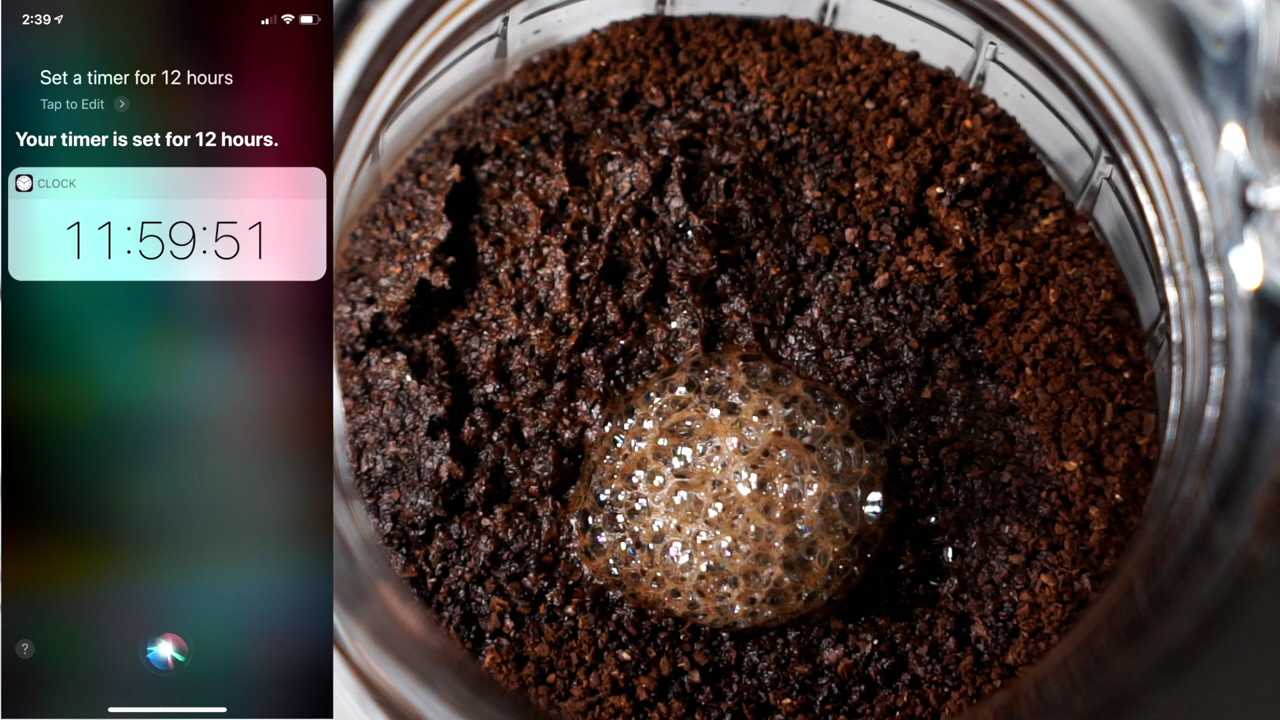 2:39
Set a timer for 12 hours
Tap to Edit
Your timer is set for 12 hours.
CLOCK
11:59:51
?